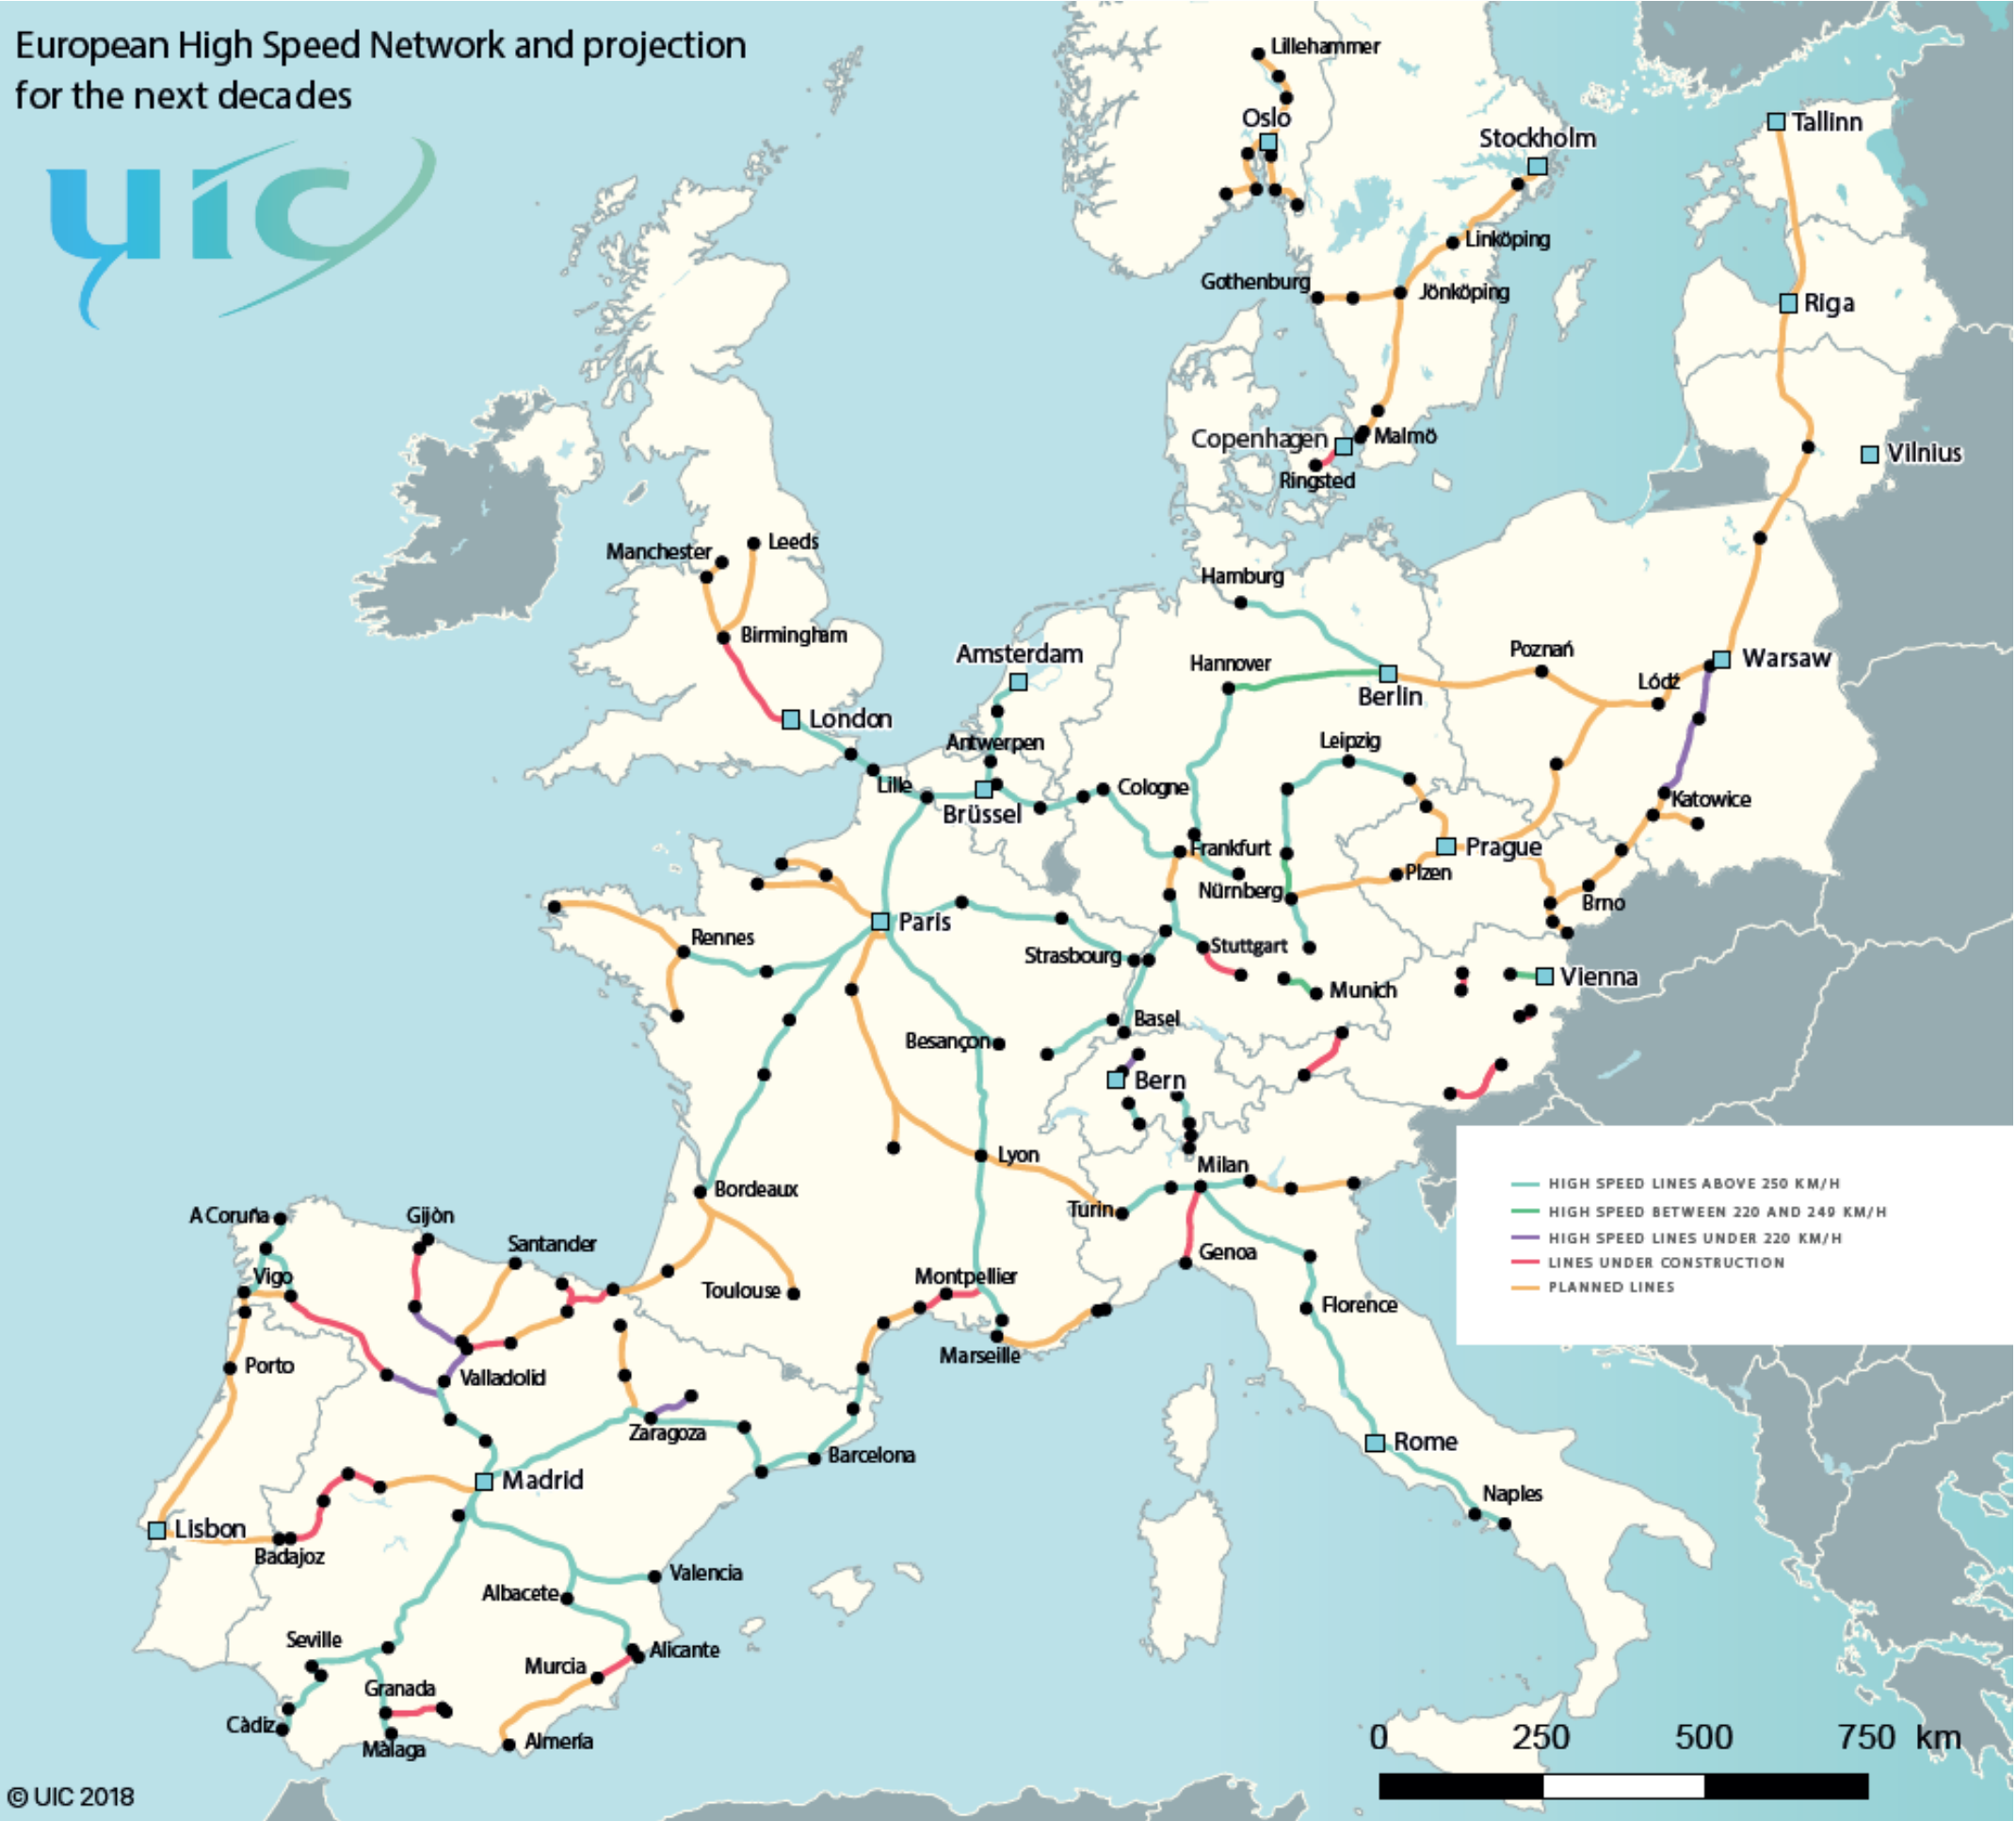 European High Speed Network and projection
for the next decades
uic
Lillehammer
Oslo
Stockholm
Tallinn
Linköping
Gothenburg
Jönköping
Riga
Copenhagen
Malmö
Ringsted
Vilnius
Manchester
Leeds
Hamburg
Birmingham
Amsterdam
Hannover
Poznań
Warsaw
Berlin
Lódź
London
Antwerpen
Leipzig
Lille
Cologne
Brüssel
Katowice
Frankfurt
Prague
Plzen
Nürnberg
Brno
Paris
Rennes
Strasbourg
Stuttgart
Vienna
Munich
Basel
Besançon
Bern
Lyon
Milan
Bordeaux
Turin
HIGH SPEED LINES ABOVE 250 KM/H
HIGH SPEED BETWEEN 220 AND 249 KM/H
HIGH SPEED LINES UNDER 220 KM/H
LINES UNDER CONSTRUCTION
PLANNED LINES
A Coruña
Gijòn
Santander
Genoa
Vigo
Toulouse
Montpellier
Florence
Marseille
Porto
Valladolid
Zaragoza
Barcelona
Rome
Madrid
Naples
Lisbon
Badajoz
Valencia
Albacete
Seville
Alicante
Murcia
Granada
Càdiz
Màlaga
Almería
0 250 500 750 km
© UIC 2018